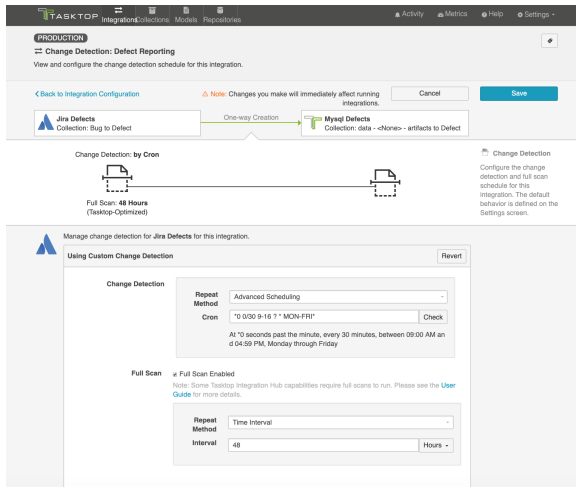 TASKTOP
Integrations
Collections
Models
Repositories
Activity
Metrics
Help
Settings
PRODUCTION
Change Detection: Defect Reporting
View and configure the change detection schedule for this integration.
Back to Integration Configuration
Note: Changes you make will immediately affect running
integrations.
Cancel
Save
Jira Defects
Collection: Bug to Defect
One-way Creation
Mysql Defects
Collection: data - <None> - artifacts to Defect
Change Detection: by Cron
Full Scan: 48 Hours
(Tasktop-Optimized)
Change Detection
Configure the change
detection and full scan
schedule for this
integration. The default
behavior is defined on the
Settings screen.
Manage change detection for Jira Defects for this integration.
Using Custom Change Detection
Revert
Change Detection
Repeat
Method
Advanced Scheduling
Cron
"0 0/30 9-16 ? * MON-FRI"
Check
At "0 seconds past the minute, every 30 minutes, between 09:00 AM an
d 04:59 PM, Monday through Friday
Full Scan
Full Scan Enabled
Note: Some Tasktop Integration Hub capabilities require full scans to run. Please see the User
Guide for more details.
Repeat
Method
Time Interval
Interval
48
Hours